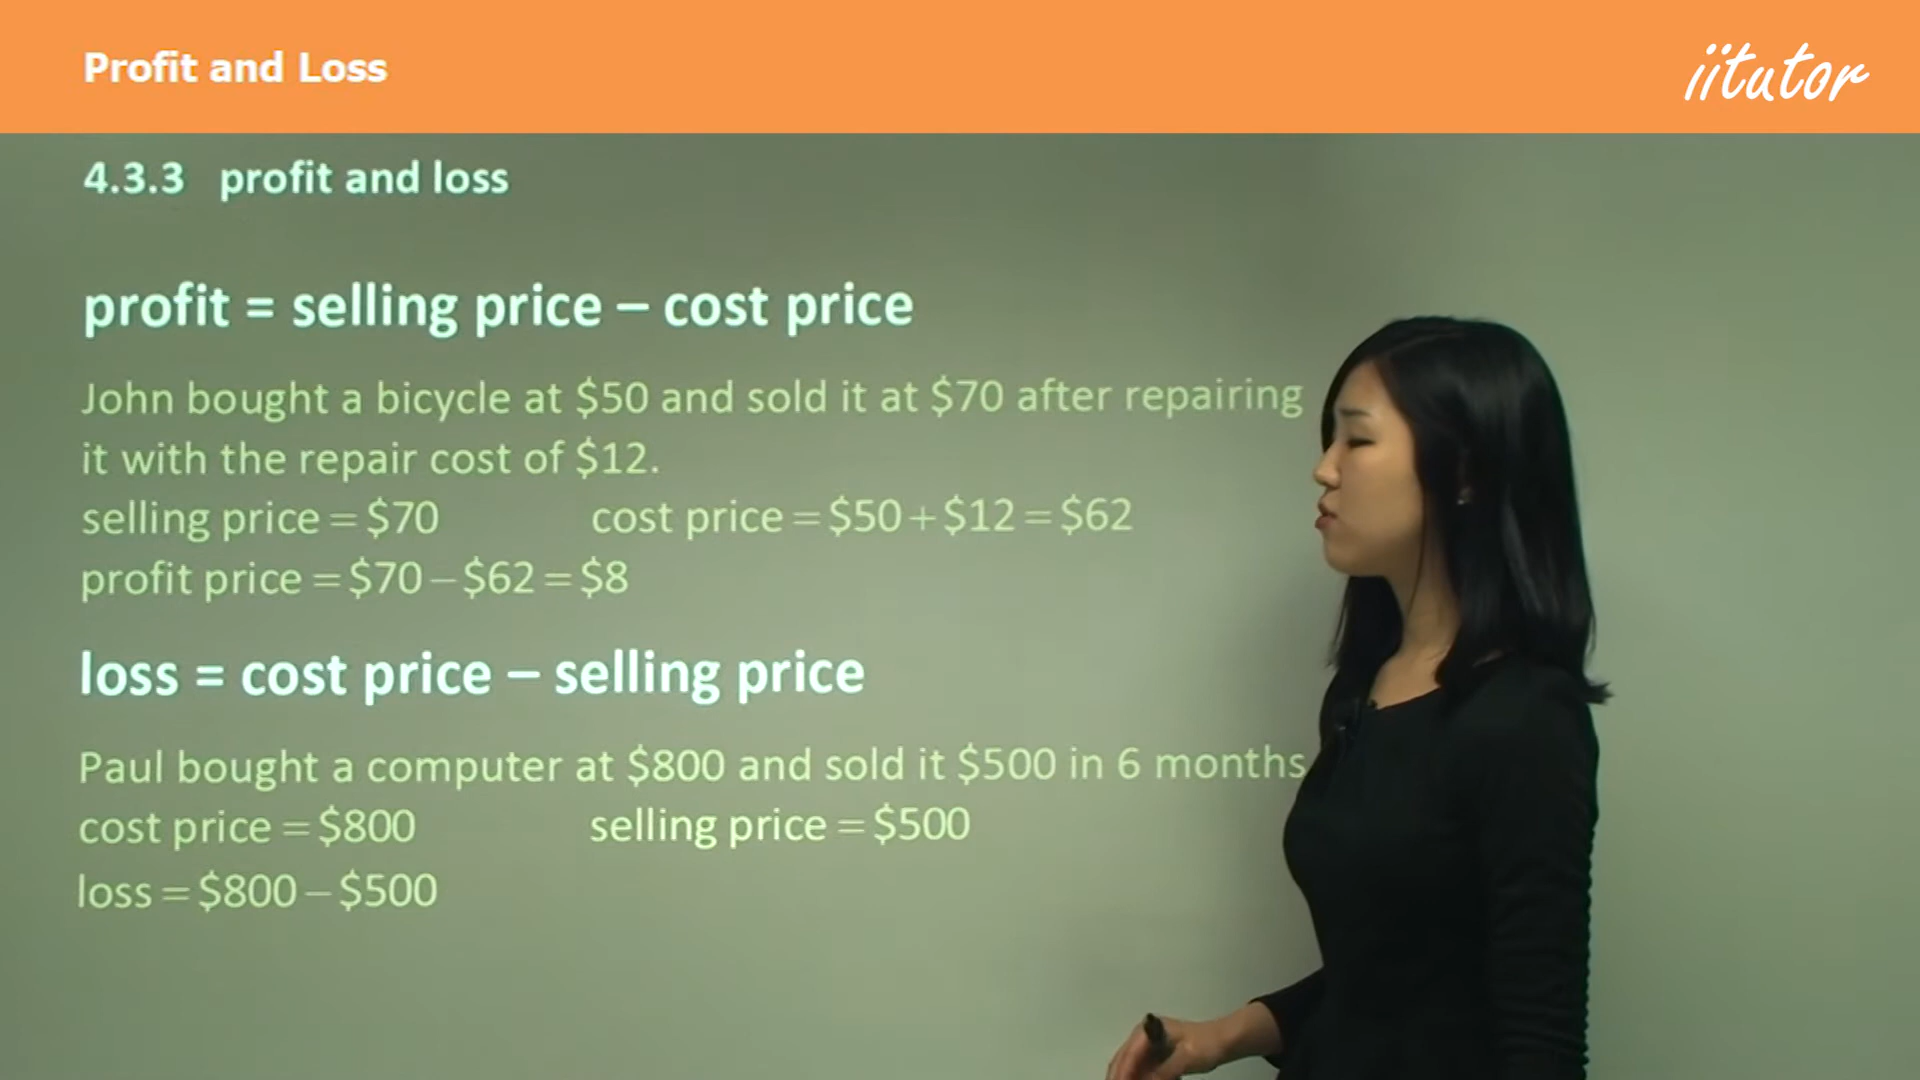 Profit and Loss
iitutor
4.3.3 profit and loss
profit = selling price – cost price
John bought a bicycle at $50 and sold it at $70 after repairing
it with the repair cost of $12.
selling price = $70 cost price = $50 + $12 = $62
profit price = $70 – $62 = $8
loss = cost price – selling price
Paul bought a computer at $800 and sold it $500 in 6 months
cost price = $800 selling price = $500
loss = $800 – $500